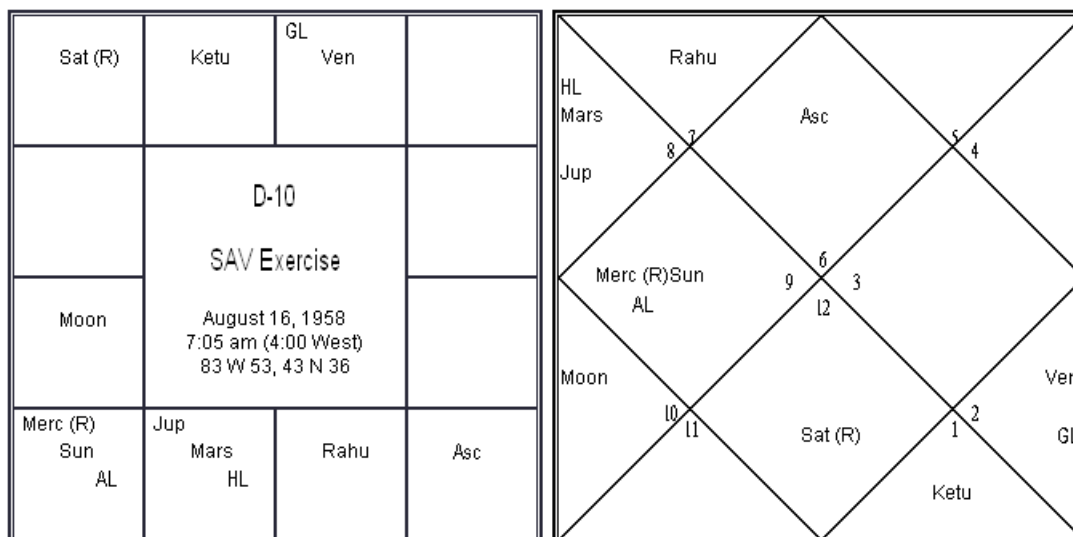 GL
Sat (R) Ketu Ven
D-10
SAV Exercise
Moon August 16, 1958
7:05 am (4:00 West)
83 W 53, 43 N 36
Merc (R) Jup
Sun Mars Rahu Asc
AL HL
Rahu
HL
Mars Asc
7 5
8 4
Jup
6
Merc (R)Sun 9 3
AL 12
Moon Ven
10 2
11 1
Sat (R) GL
Ketu